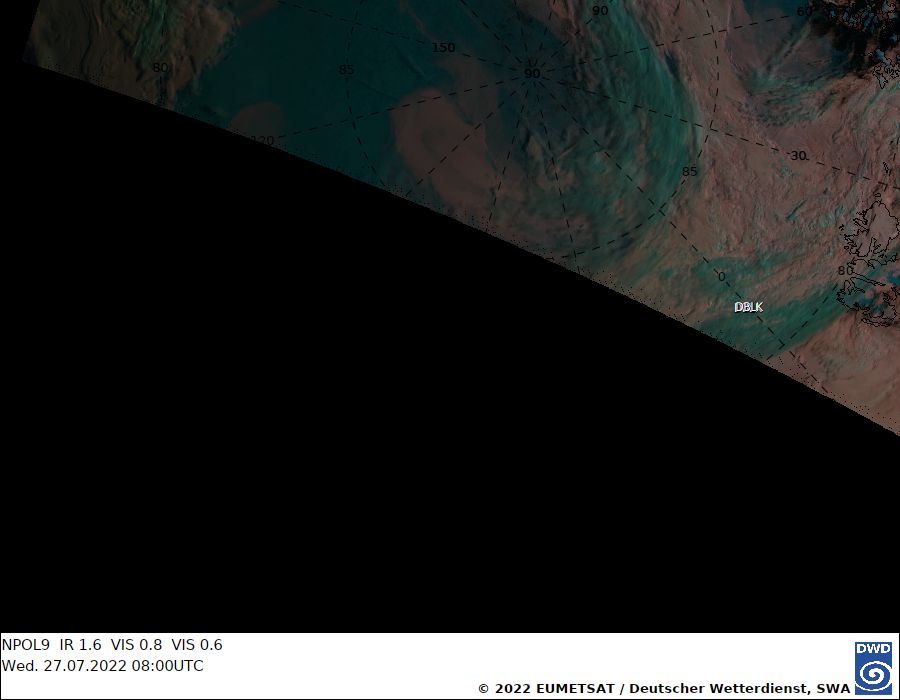 90
60
150
80
85
90
120
-30
85
0
80
DBLK
NPOL9 IR 1.6 VIS 0.8 VIS 0.6
Wed. 27.07.2022 08:00UTC
DWD
© 2022 EUMETSAT / Deutscher Wetterdienst, SWA